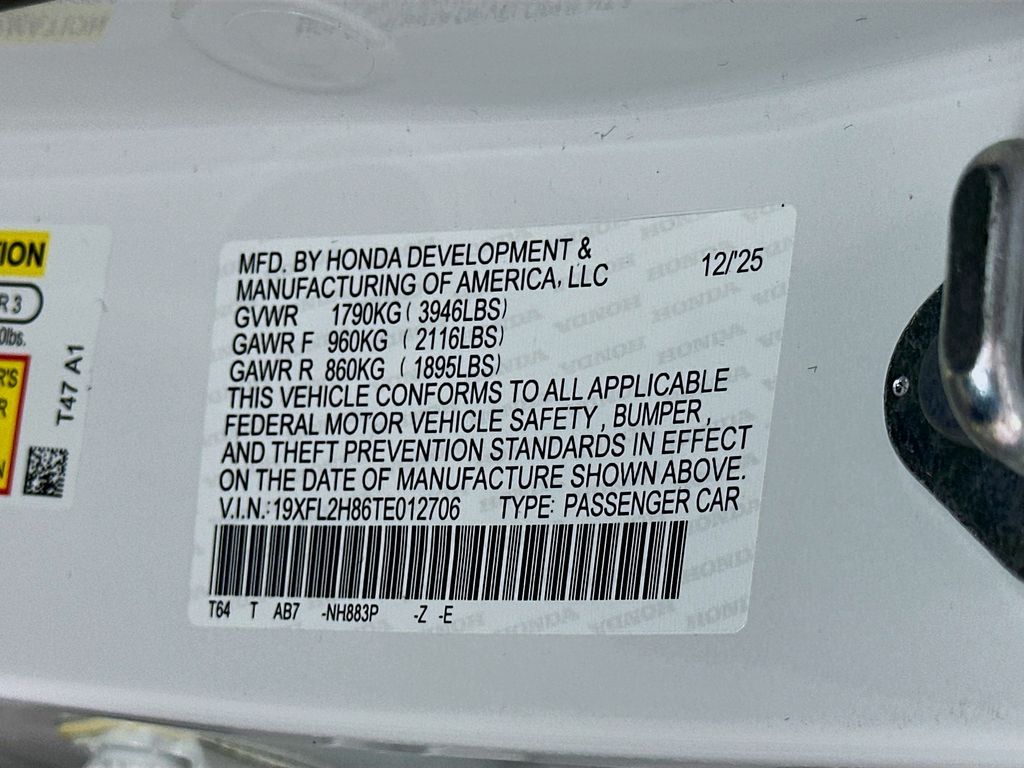 MFD. BY HONDA DEVELOPMENT &
MANUFACTURING OF AMERICA, LLC
12/'25
GVWR 1790KG ( 3946LBS)
GAWR F 960KG ( 2116LBS)
GAWR R 860KG ( 1895LBS)
THIS VEHICLE CONFORMS TO ALL APPLICABLE
FEDERAL MOTOR VEHICLE SAFETY , BUMPER ,
AND THEFT PREVENTION STANDARDS IN EFFECT
ON THE DATE OF MANUFACTURE SHOWN ABOVE.
V.I.N.: 19XFL2H86TE012706 TYPE: PASSENGER CAR
T64 T AB7 -NH883P -Z -E
T47 A1
HONDA